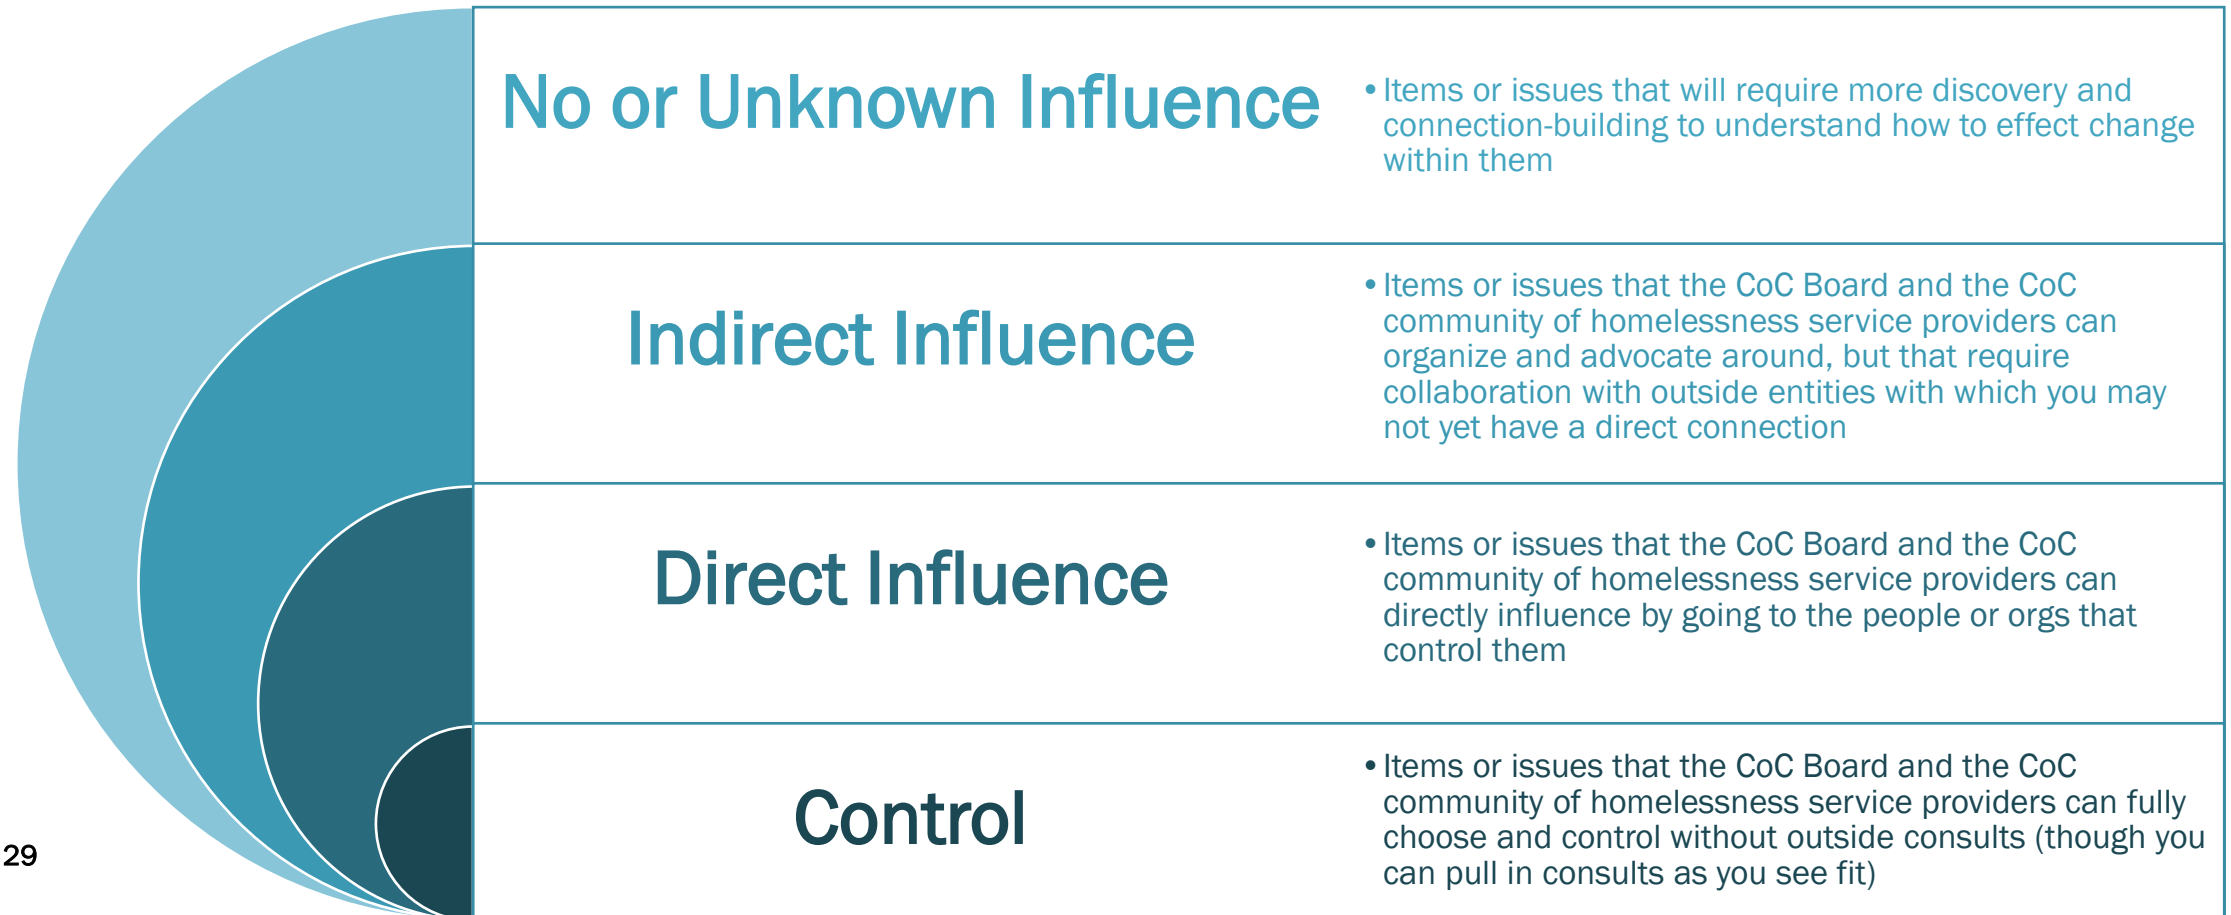 No or Unknown Influence
• Items or issues that will require more discovery and
connection-building to understand how to effect change
within them
Indirect Influence
• Items or issues that the CoC Board and the CoC
community of homelessness service providers can
organize and advocate around, but that require
collaboration with outside entities with which you may
not yet have a direct connection
Direct Influence
• Items or issues that the CoC Board and the CoC
community of homelessness service providers can
directly influence by going to the people or orgs that
control them
Control
• Items or issues that the CoC Board and the CoC
community of homelessness service providers can fully
choose and control without outside consults (though you
can pull in consults as you see fit)
29